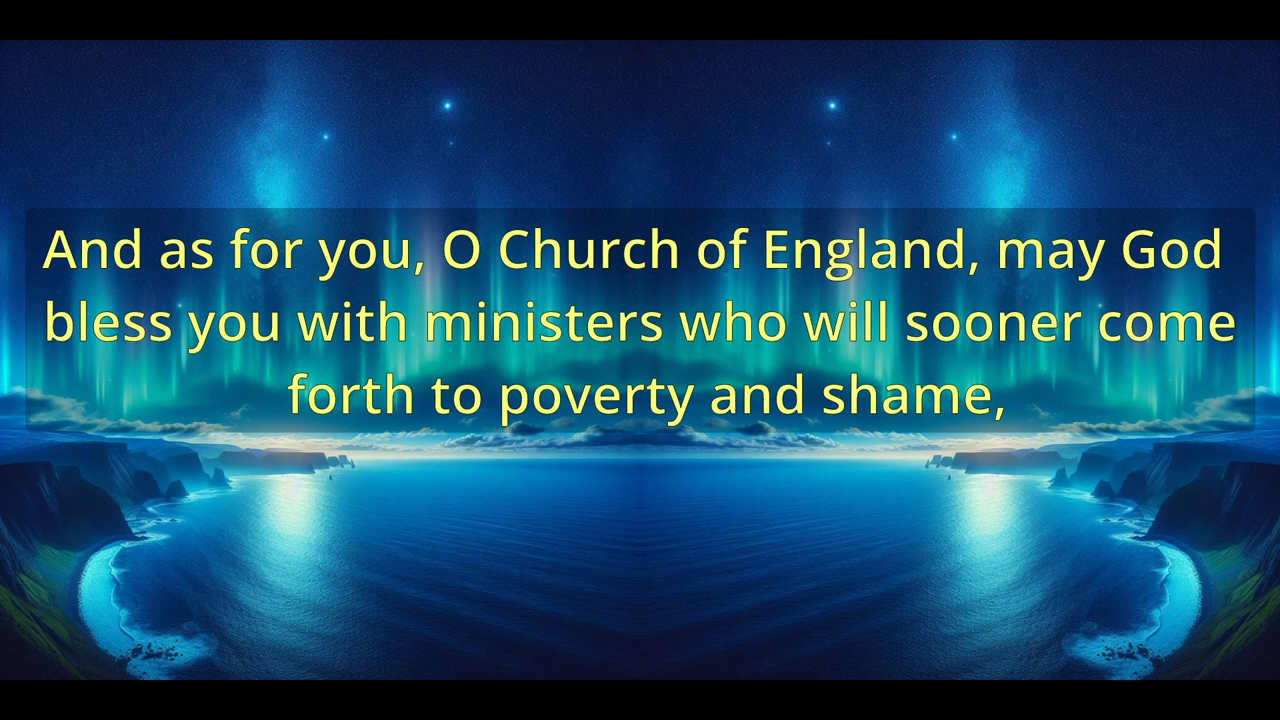 And as for you, O Church of England, may God
bless you with ministers who will sooner come
forth to poverty and shame,